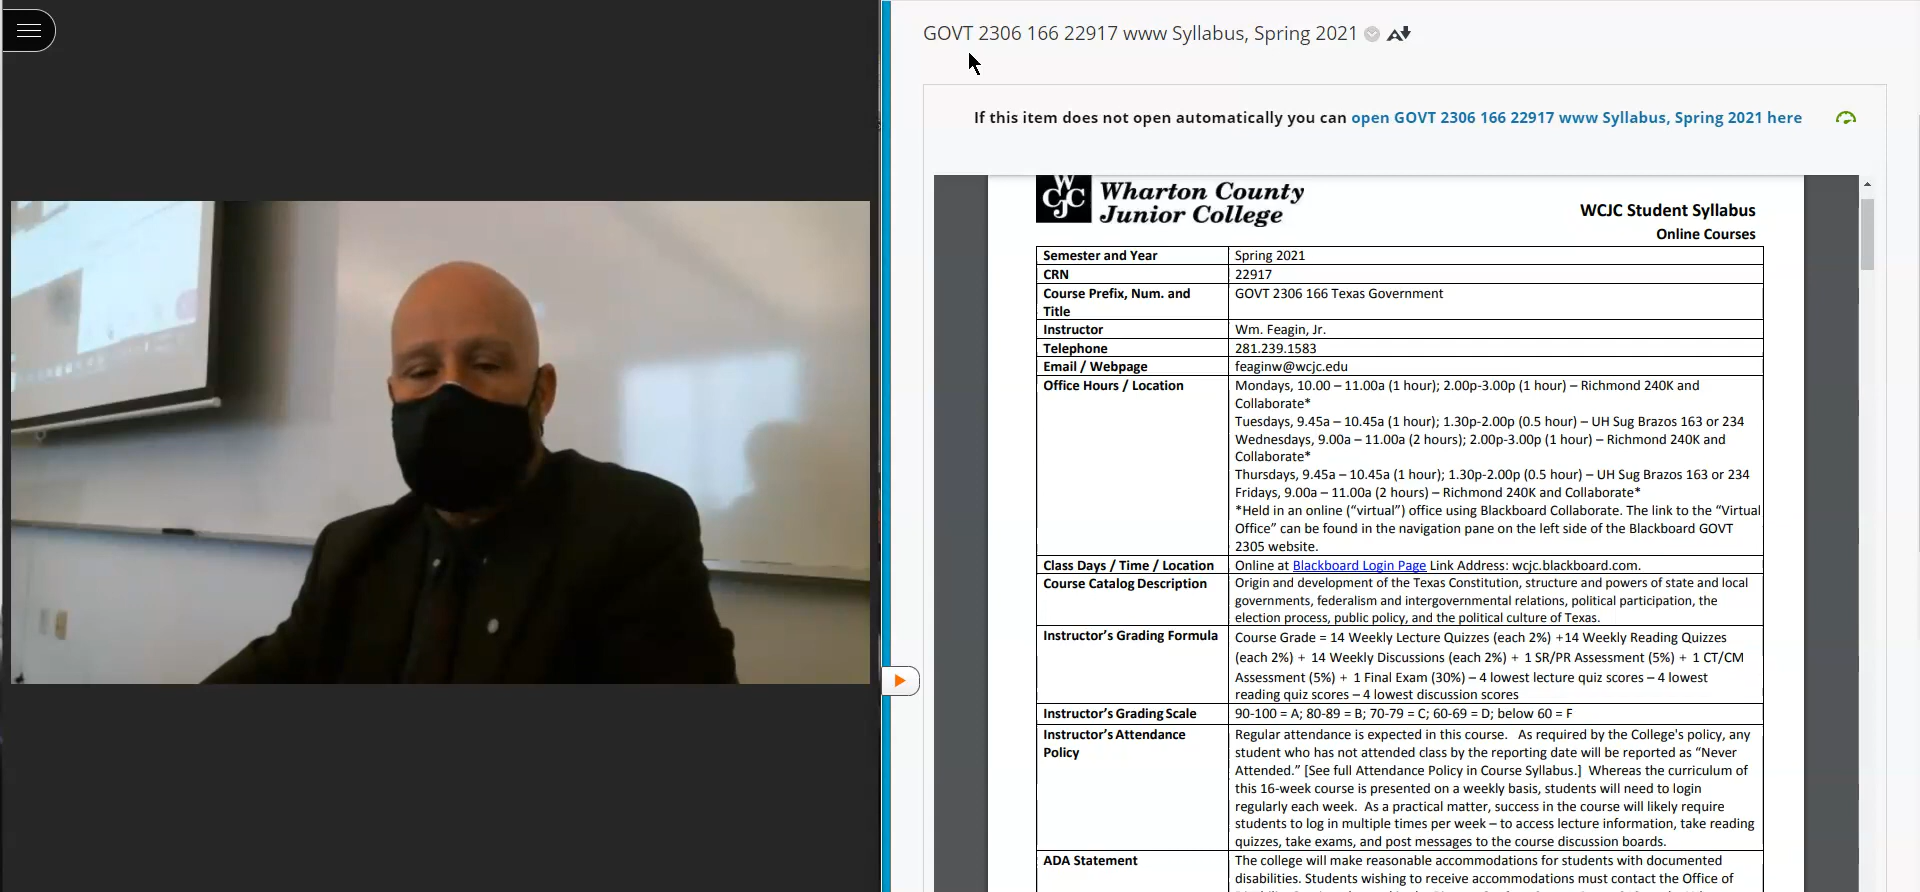 GOVT 2306 166 22917 www Syllabus, Spring 2021
If this item does not open automatically you can open GOVT 2306 166 22917 www Syllabus, Spring 2021 here
WCJC
Wharton County
Junior College
WCJC Student Syllabus
Online Courses
Semester and Year Spring 2021
CRN 22917
Course Prefix, Num. and GOVT 2306 166 Texas Government
Title
Instructor Wm. Feagin, Jr.
Telephone 281.239.1583
Email / Webpage feaginw@wcjc.edu
Office Hours / Location Mondays, 10.00 – 11.00a (1 hour); 2.00p-3.00p (1 hour) – Richmond 240K and
Collaborate*
Tuesdays, 9.45a – 10.45a (1 hour); 1.30p-2.00p (0.5 hour) – UH Sug Brazos 163 or 234
Wednesdays, 9.00a – 11.00a (2 hours); 2.00p-3.00p (1 hour) – Richmond 240K and
Collaborate*
Thursdays, 9.45a – 10.45a (1 hour); 1.30p-2.00p (0.5 hour) – UH Sug Brazos 163 or 234
Fridays, 9.00a – 11.00a (2 hours) – Richmond 240K and Collaborate*
*Held in an online (“virtual”) office using Blackboard Collaborate. The link to the “Virtual
Office” can be found in the navigation pane on the left side of the Blackboard GOVT
2305 website.
Class Days / Time / Location Online at Blackboard Login Page Link Address: wcjc.blackboard.com.
Course Catalog Description Origin and development of the Texas Constitution, structure and powers of state and local
governments, federalism and intergovernmental relations, political participation, the
election process, public policy, and the political culture of Texas.
Instructor’s Grading Formula Course Grade = 14 Weekly Lecture Quizzes (each 2%) +14 Weekly Reading Quizzes
(each 2%) + 14 Weekly Discussions (each 2%) + 1 SR/PR Assessment (5%) + 1 CT/CM
Assessment (5%) + 1 Final Exam (30%) – 4 lowest lecture quiz scores – 4 lowest
reading quiz scores – 4 lowest discussion scores
Instructor’s Grading Scale 90-100 = A; 80-89 = B; 70-79 = C; 60-69 = D; below 60 = F
Instructor’s Attendance Regular attendance is expected in this course. As required by the College's policy, any
Policy student who has not attended class by the reporting date will be reported as “Never
Attended.” [See full Attendance Policy in Course Syllabus.] Whereas the curriculum of
this 16-week course is presented on a weekly basis, students will need to login
regularly each week. As a practical matter, success in the course will likely require
students to log in multiple times per week – to access lecture information, take reading
quizzes, take exams, and post messages to the course discussion boards.
ADA Statement The college will make reasonable accommodations for students with documented
disabilities. Students wishing to receive accommodations must contact the Office of